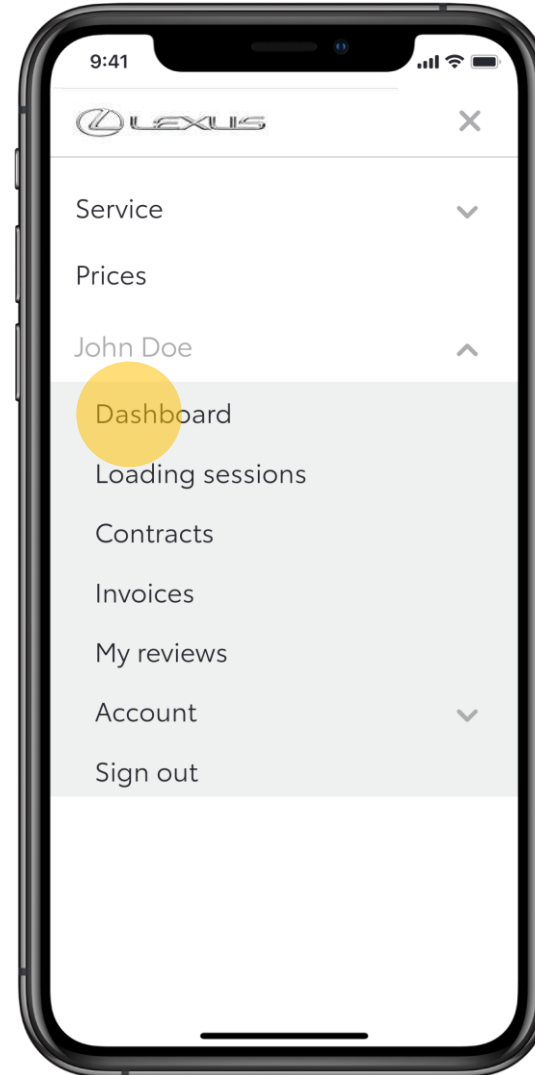 9:41
LEXUS
Service
Prices
John Doe
Dashboard
Loading sessions
Contracts
Invoices
My reviews
Account
Sign out